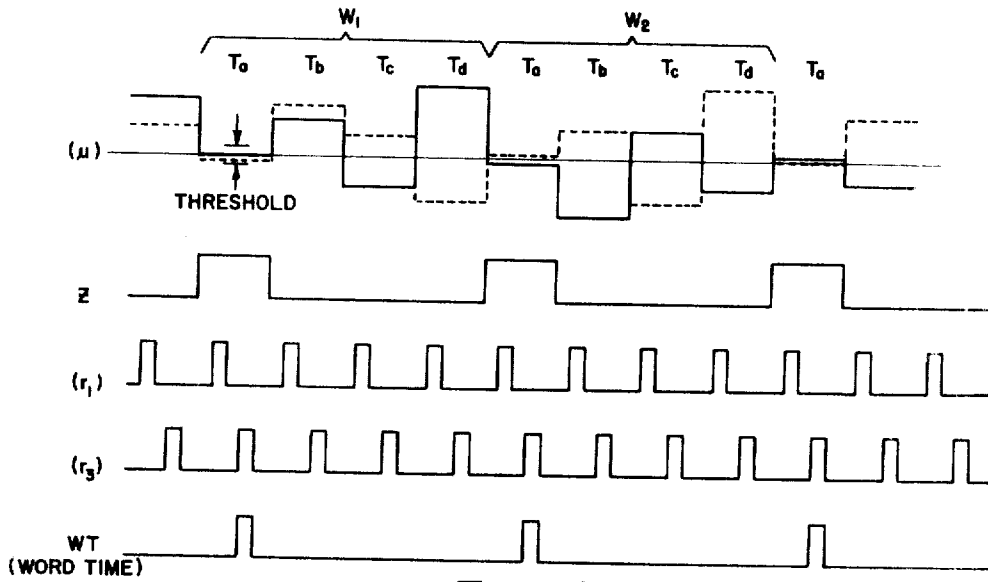 W₁ W₂
Ta Tb Tc Td Ta Tb Tc Td Ta
(μ)
THRESHOLD
Z
(r₁)
(r₃)
WT
(WORD TIME)